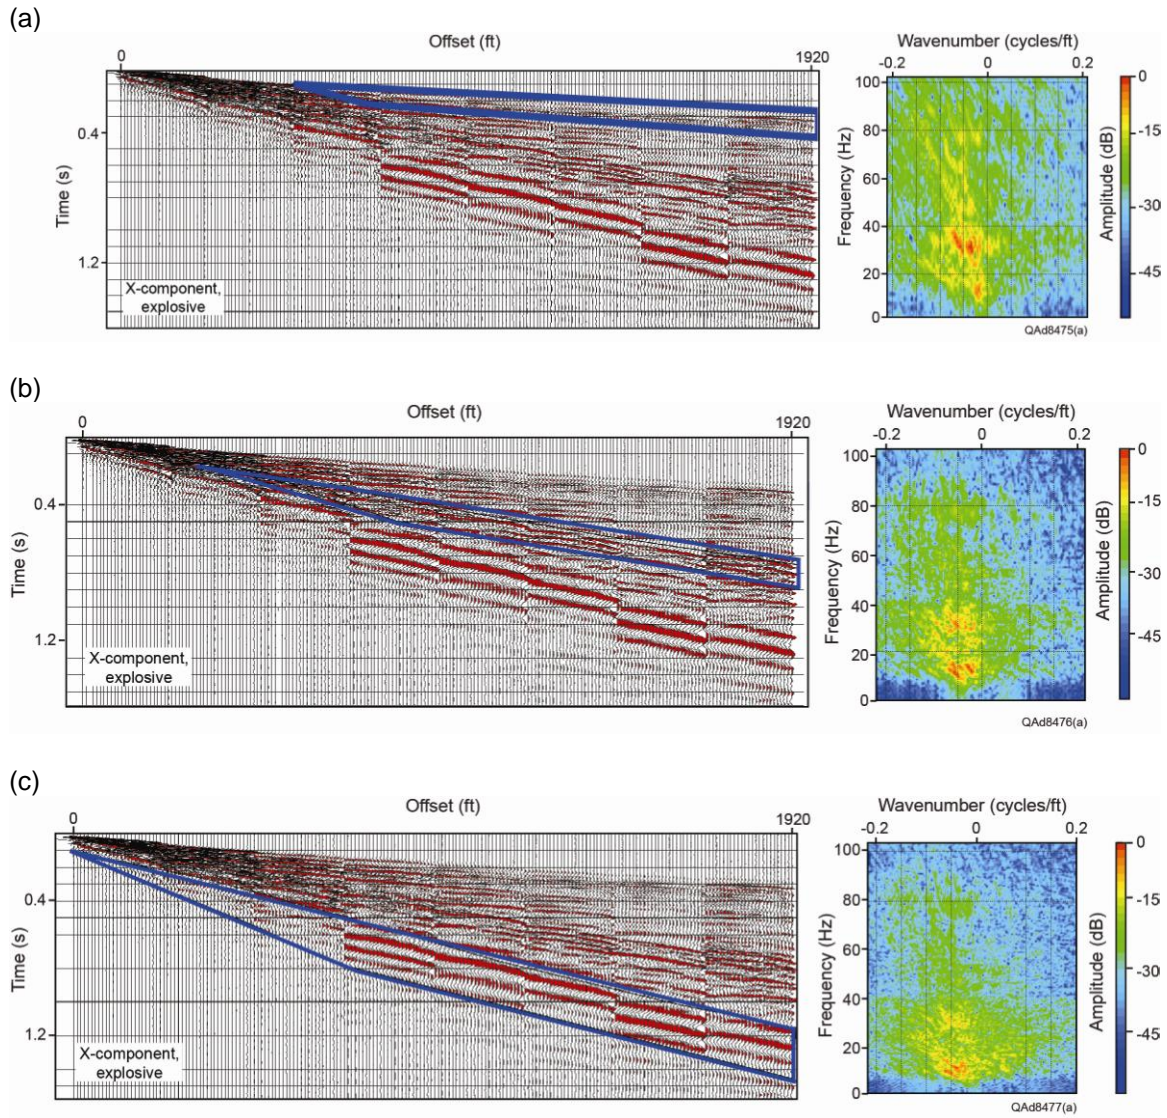 (a)
Offset (ft)
0
1920
0.4
1.2
Time (s)
X-component,
explosive
Wavenumber (cycles/ft)
-0.2
0
0.2
100
80
60
40
20
0
Frequency (Hz)
0
-15
-30
-45
Amplitude (dB)
QAd8475(a)
(b)
Offset (ft)
0
1920
0.4
1.2
Time (s)
X-component,
explosive
Wavenumber (cycles/ft)
-0.2
0
0.2
100
80
60
40
20
0
Frequency (Hz)
0
-15
-30
-45
Amplitude (dB)
QAd8476(a)
(c)
Offset (ft)
0
1920
0.4
1.2
Time (s)
X-component,
explosive
Wavenumber (cycles/ft)
-0.2
0
0.2
100
80
60
40
20
0
Frequency (Hz)
0
-15
-30
-45
Amplitude (dB)
QAd8477(a)